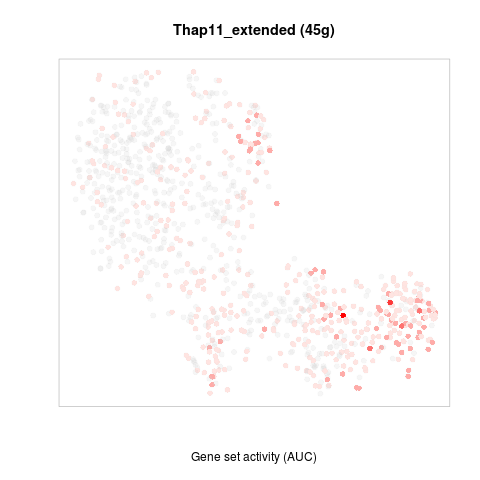 Thap11_extended (45g)
Gene set activity (AUC)